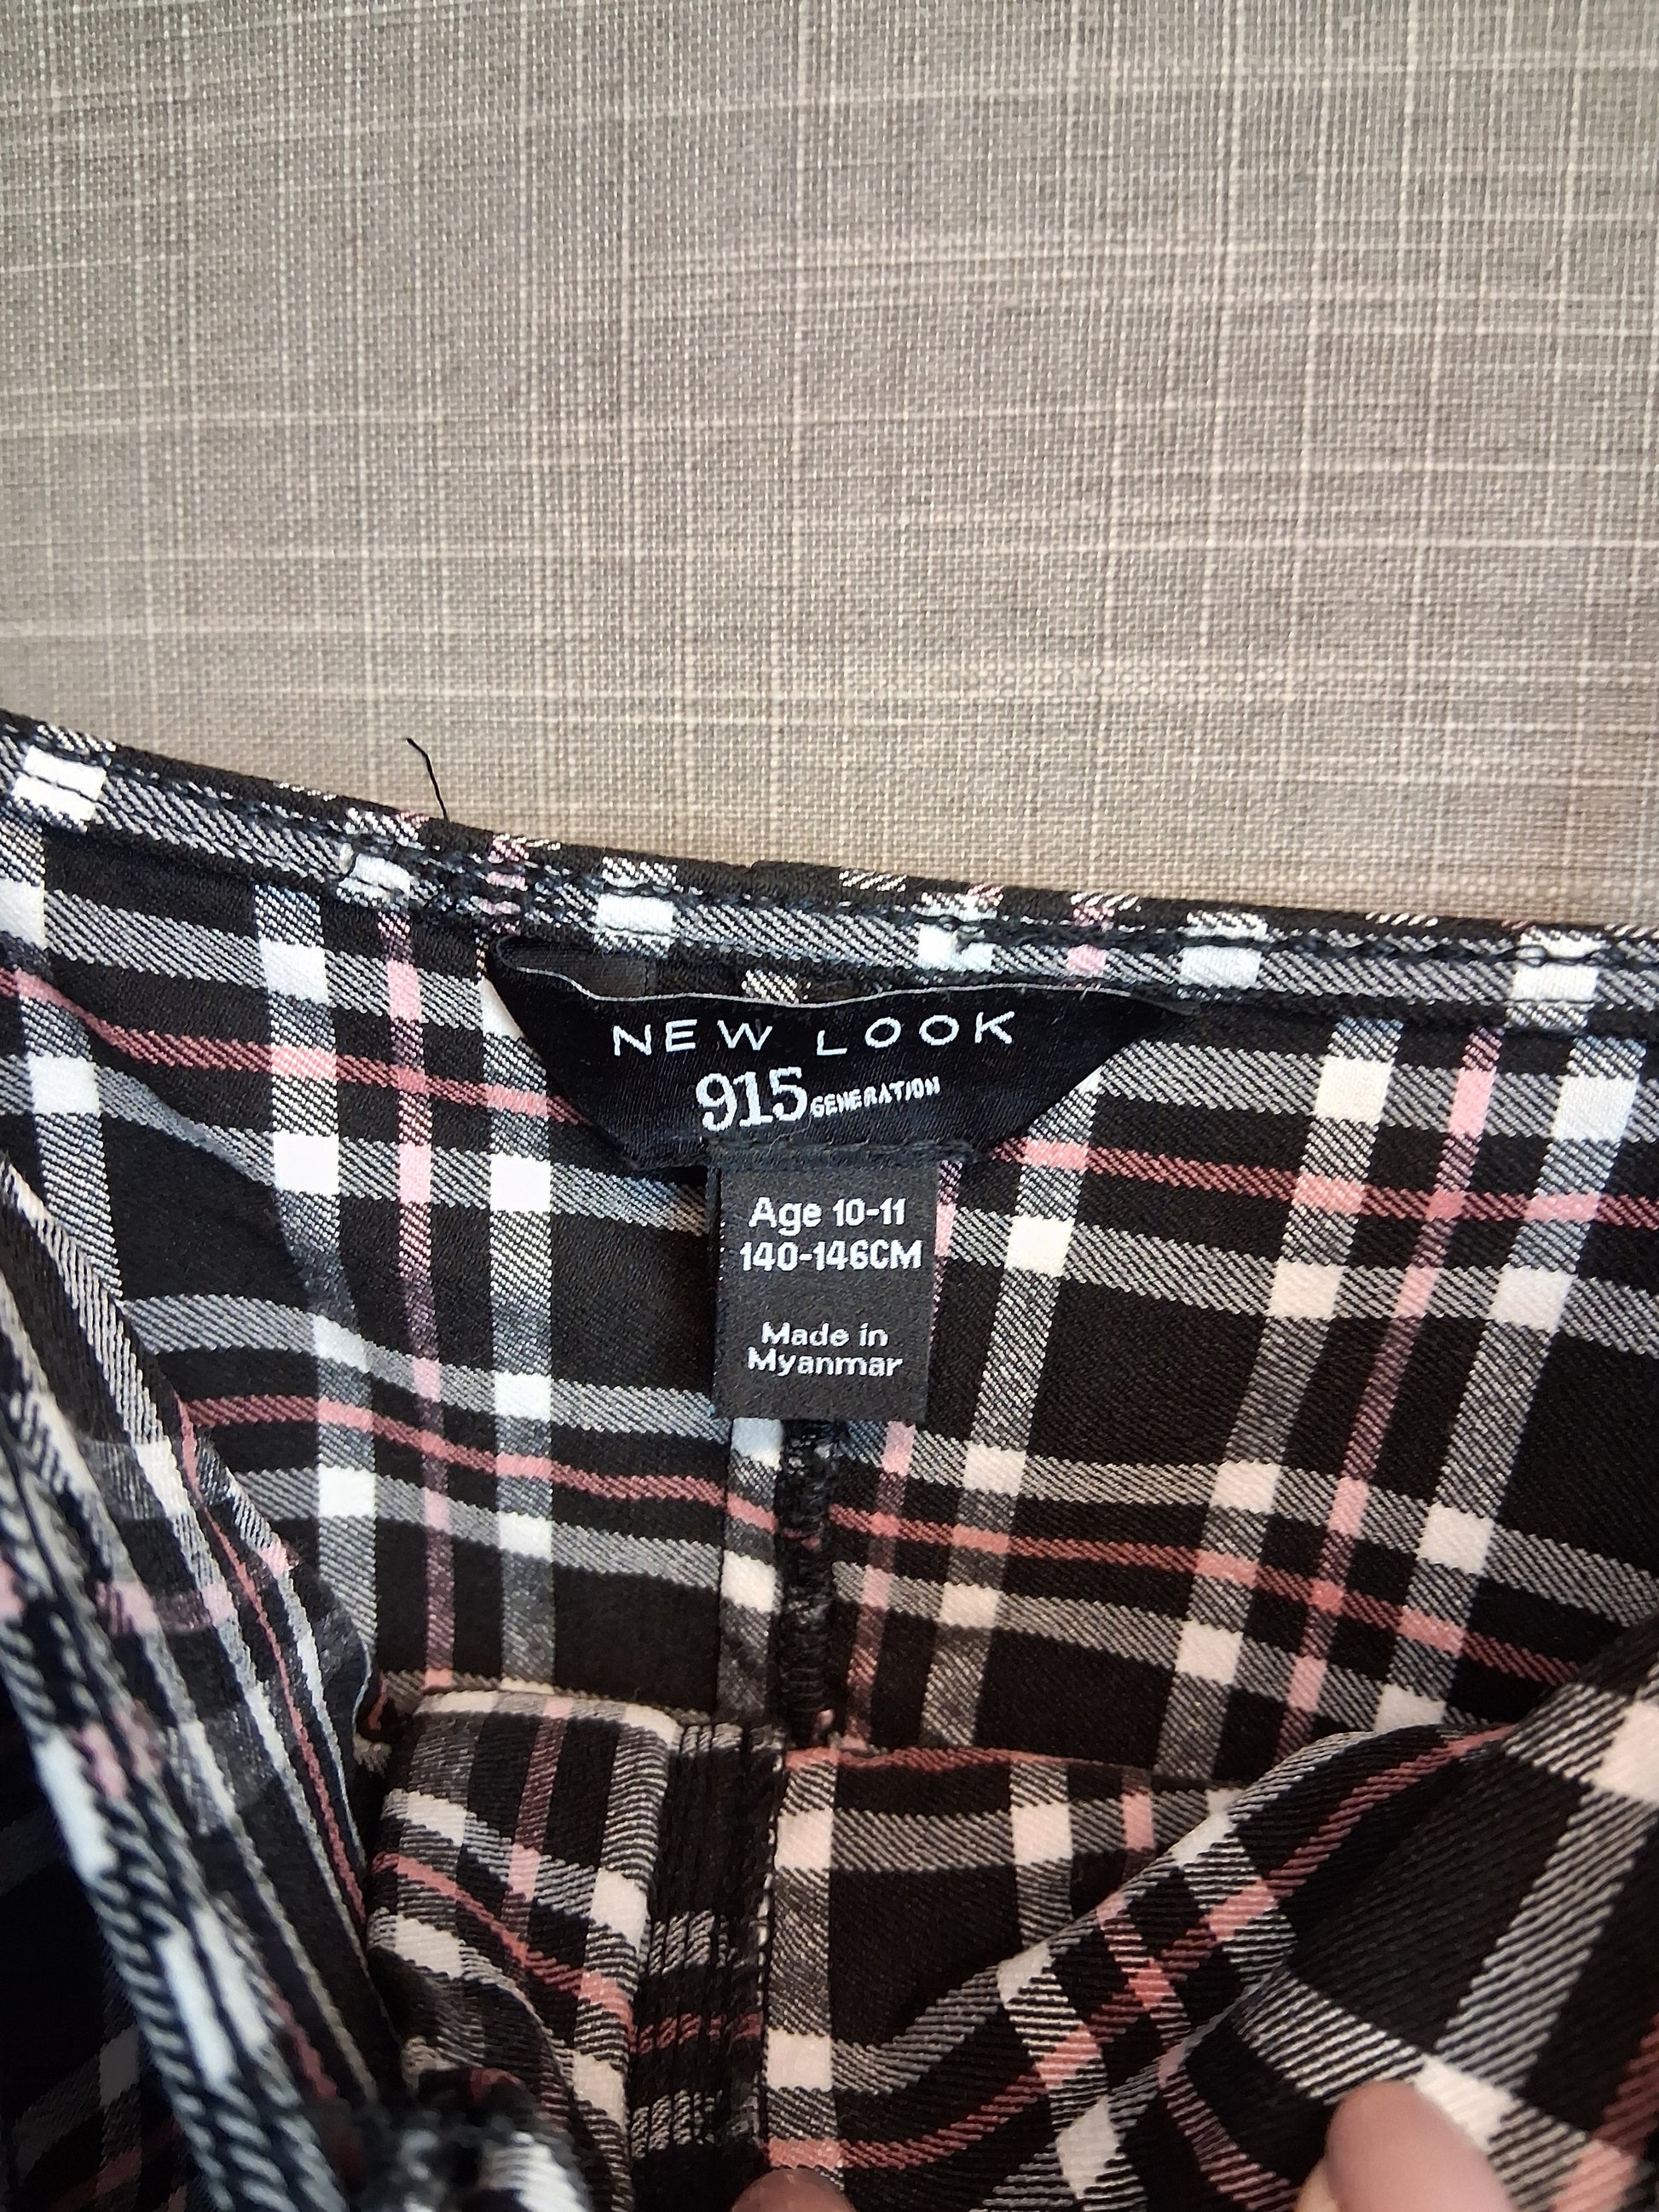 NEW LOOK
915 GENERATION
Age 10-11
140-146CM
Made in
Myanmar